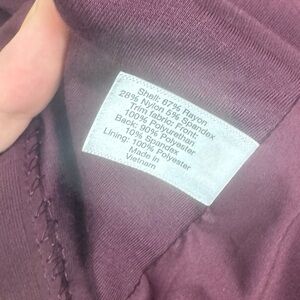 Shell: 67% Rayon
28% Nylon 5% Spandex
Trim fabric: Front:
100% Polyurethan
Back: 90% Polyester
10% Spandex
Lining: 100% Polyester
Made in
Vietnam